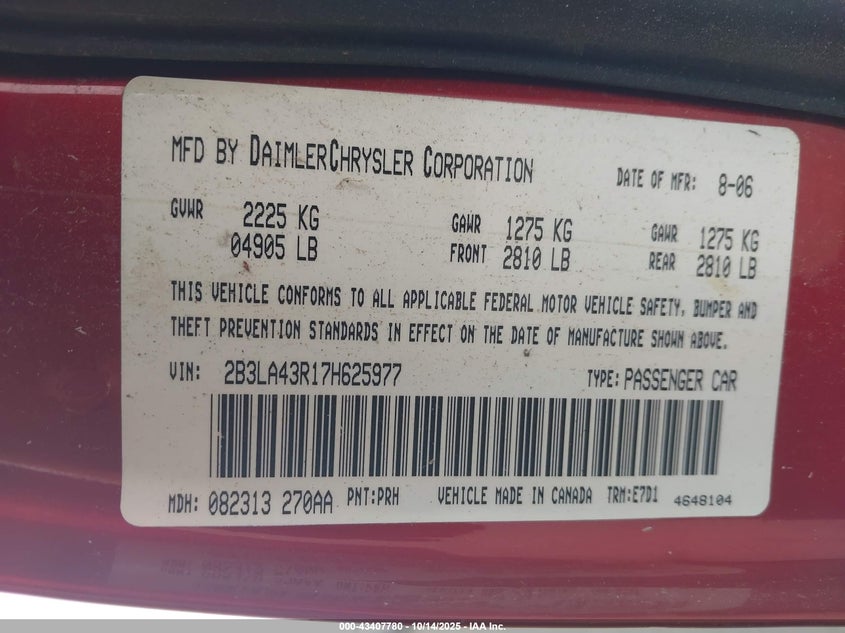 MFD BY DAIMLERCHRYSLER CORPORATION DATE OF MFR: 8-06
GVWR 2225 KG GAWR 1275 KG GAWR 1275 KG
04905 LB FRONT 2810 LB REAR 2810 LB
THIS VEHICLE CONFORMS TO ALL APPLICABLE FEDERAL MOTOR VEHICLE SAFETY, BUMPER AND
THEFT PREVENTION STANDARDS IN EFFECT ON THE DATE OF MANUFACTURE SHOWN ABOVE.
VIN: 2B3LA43R17H625977 TYPE: PASSENGER CAR
MDH: 082313 270AA PNT:PRH VEHICLE MADE IN CANADA TRM:E7D1 4648104
000-43407780 - 10/14/2025 - IAA Inc.